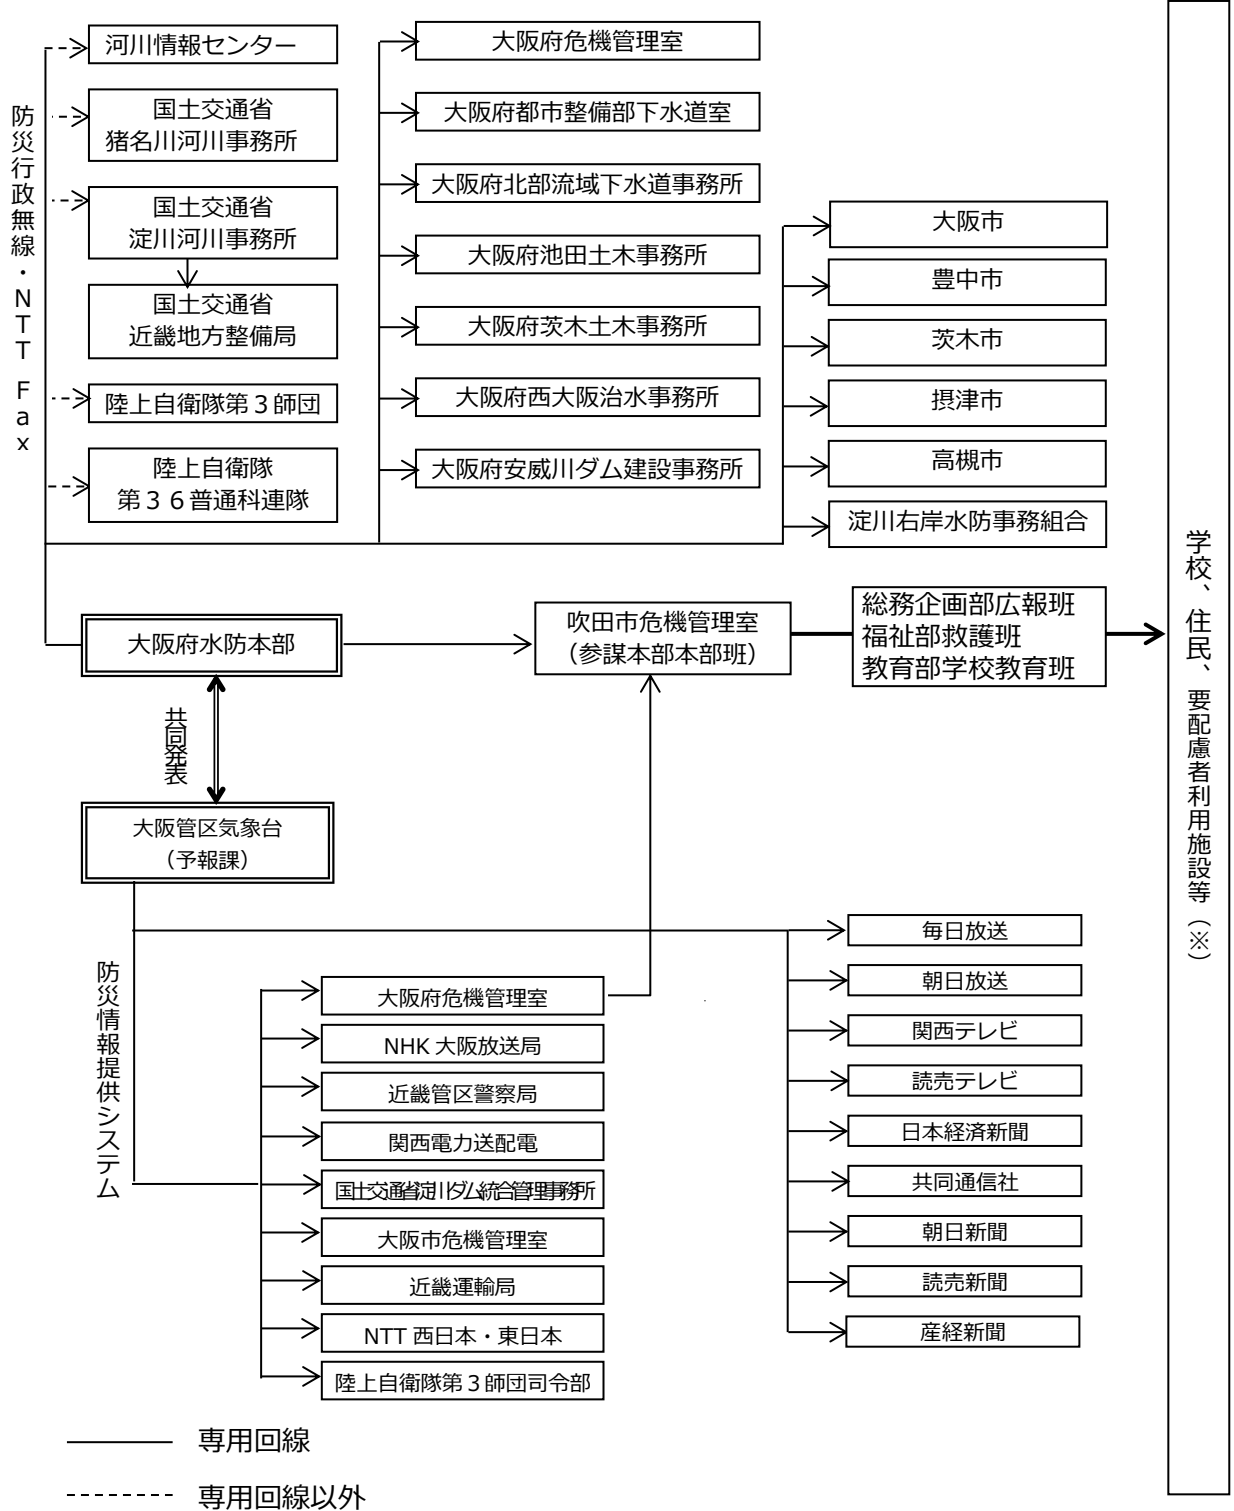 防災行政無線・ＮＴＴ Ｆａｘ
河川情報センター
国土交通省
猪名川河川事務所
国土交通省
淀川河川事務所
国土交通省
近畿地方整備局
陸上自衛隊第３師団
陸上自衛隊
第３６普通科連隊
大阪府危機管理室
大阪府都市整備部下水道室
大阪府北部流域下水道事務所
大阪府池田土木事務所
大阪府茨木土木事務所
大阪府西大阪治水事務所
大阪府安威川ダム建設事務所
大阪市
豊中市
茨木市
摂津市
高槻市
淀川右岸水防事務組合
大阪府水防本部
吹田市危機管理室
（参謀本部本部班）
総務企画部広報班
福祉部救護班
教育部学校教育班
学校、住民、要配慮者利用施設等（※）
共同発表
大阪管区気象台
（予報課）
防災情報提供システム
大阪府危機管理室
NHK 大阪放送局
近畿管区警察局
関西電力送配電
国土交通省淀川ダム統合管理事務所
大阪市危機管理室
近畿運輸局
NTT 西日本・東日本
陸上自衛隊第３師団司令部
毎日放送
朝日放送
関西テレビ
読売テレビ
日本経済新聞
共同通信社
朝日新聞
読売新聞
産経新聞
専用回線
専用回線以外